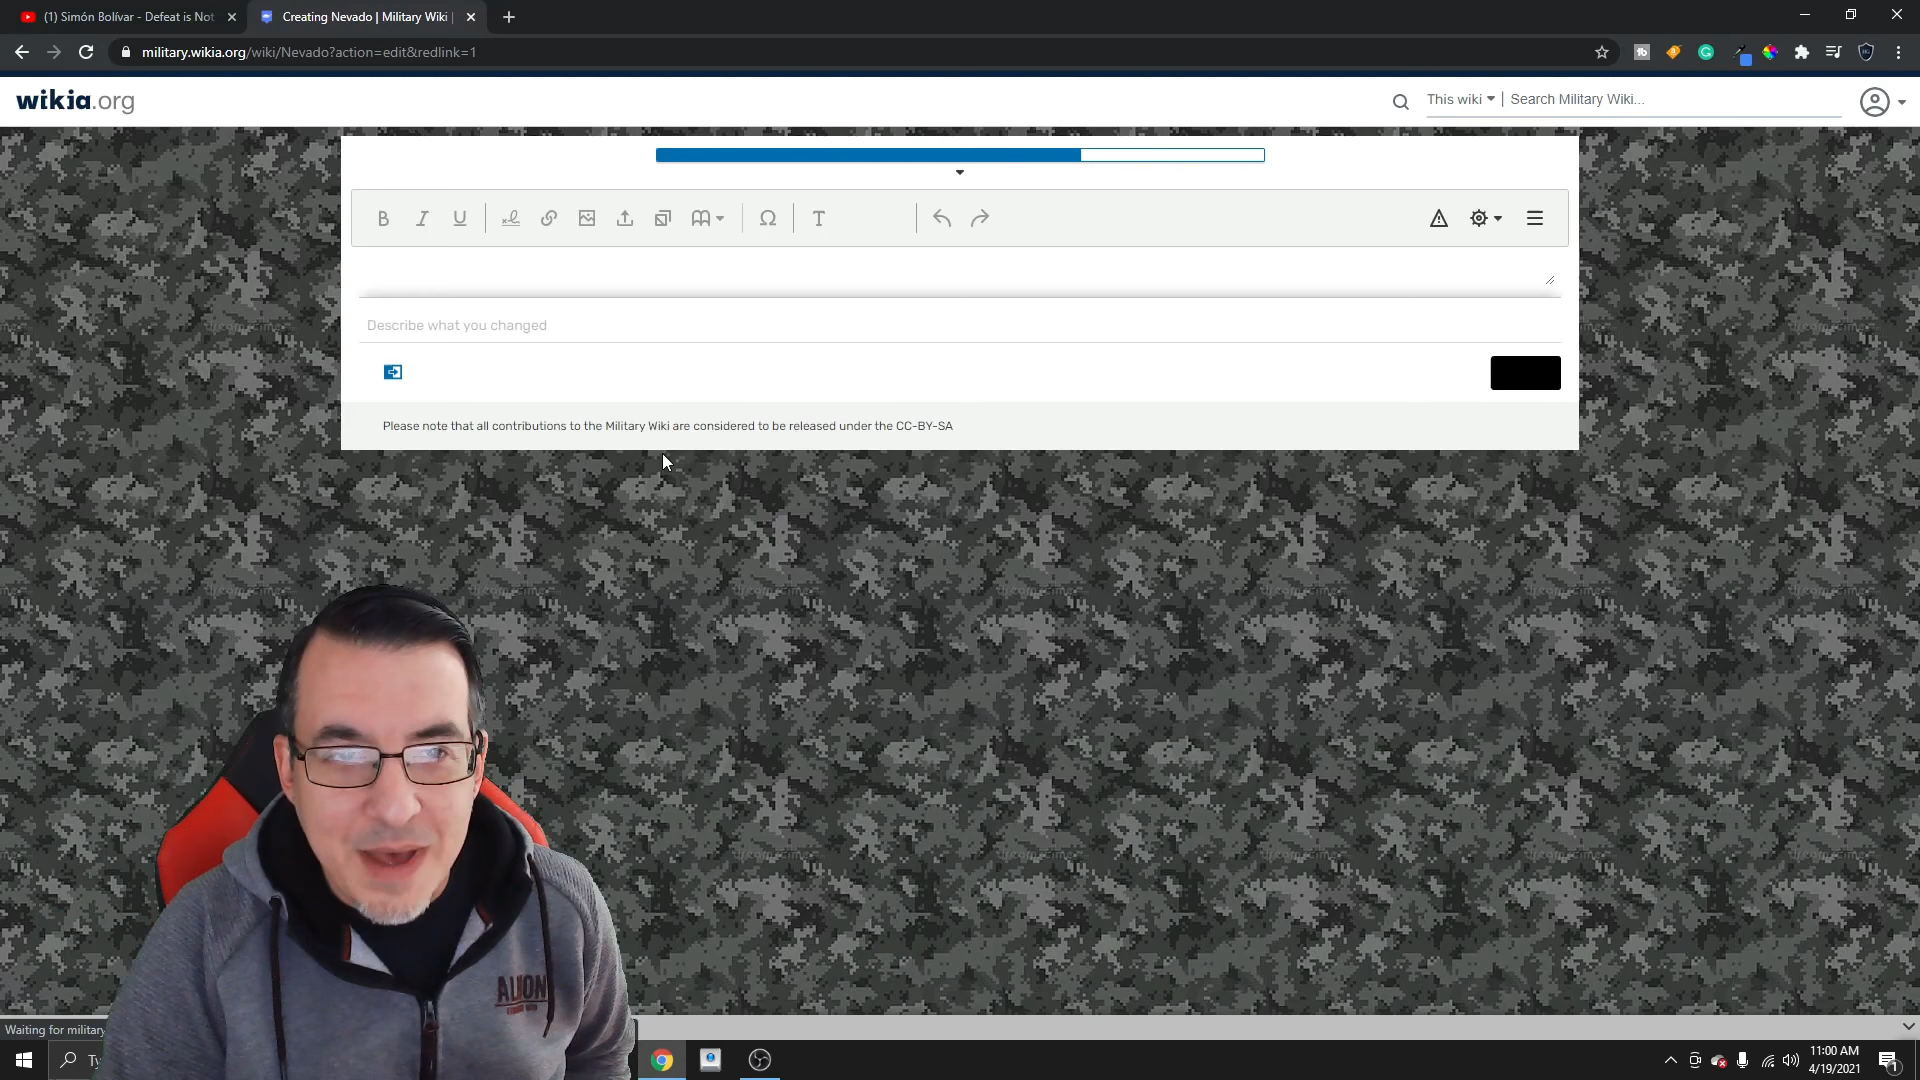 (1) Simón Bolívar - Defeat is Not
Creating Nevado | Military Wiki |
military.wikia.org/wiki/Nevado?action=edit&redlink=1
wikia.org
This wiki
Search Military Wiki...
B I U
Ω T
Describe what you changed
Please note that all contributions to the Military Wiki are considered to be released under the CC-BY-SA
ALBION
Waiting for military
Ty
11:00 AM
4/19/2021
1